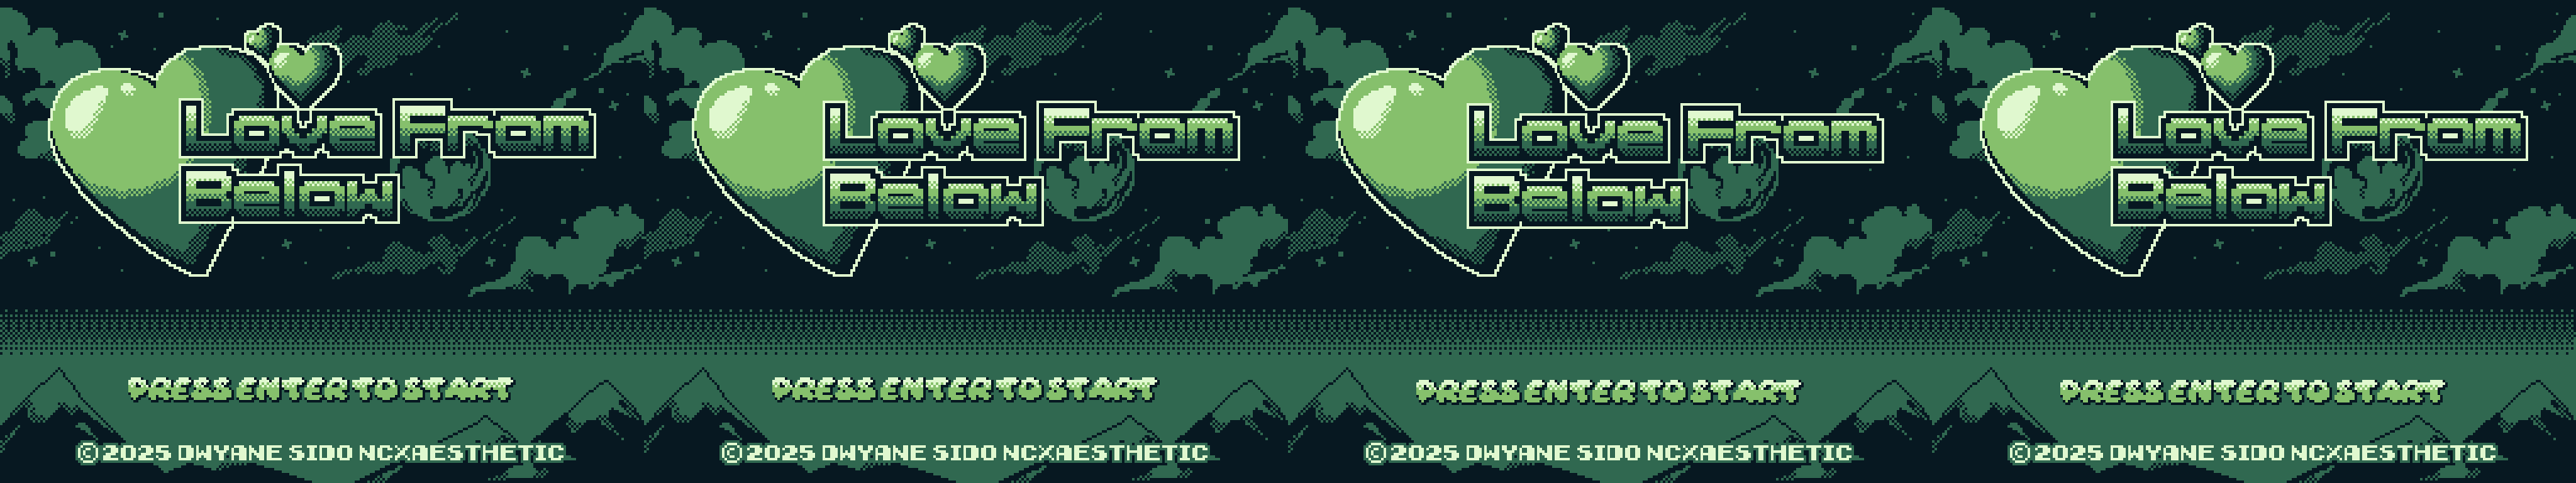 Love From Love From Love From Love From
Below Below Below Below
PRESS ENTER TO START PRESS ENTER TO START PRESS ENTER TO START PRESS ENTER TO START
©2025 DWYANE SIDO NCXAESTHETIC ©2025 DWYANE SIDO NCXAESTHETIC ©2025 DWYANE SIDO NCXAESTHETIC ©2025 DWYANE SIDO NCXAESTHETIC